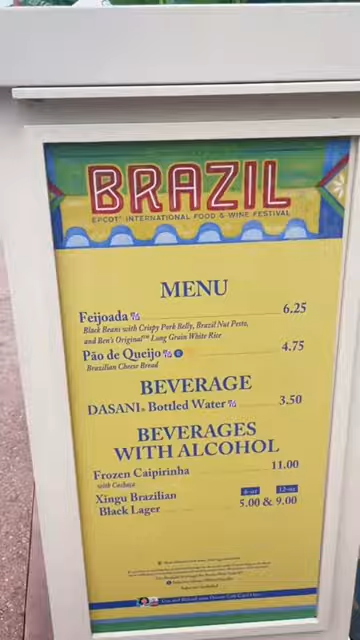 BRAZIL
EPCOT® INTERNATIONAL FOOD & WINE FESTIVAL
MENU
Feijoada 6.25
Black Beans with Crispy Pork Belly, Brazil Nut Pesto,
and Ben's Original™ Long Grain White Rice
Pão de Queijo 4.75
Brazilian Cheese Bread
BEVERAGE
DASANI® Bottled Water 3.50
BEVERAGES
WITH ALCOHOL
Frozen Caipirinha 11.00
with Cachaça
Xingu Brazilian 6-oz 12-oz
Black Lager 5.00 & 9.00